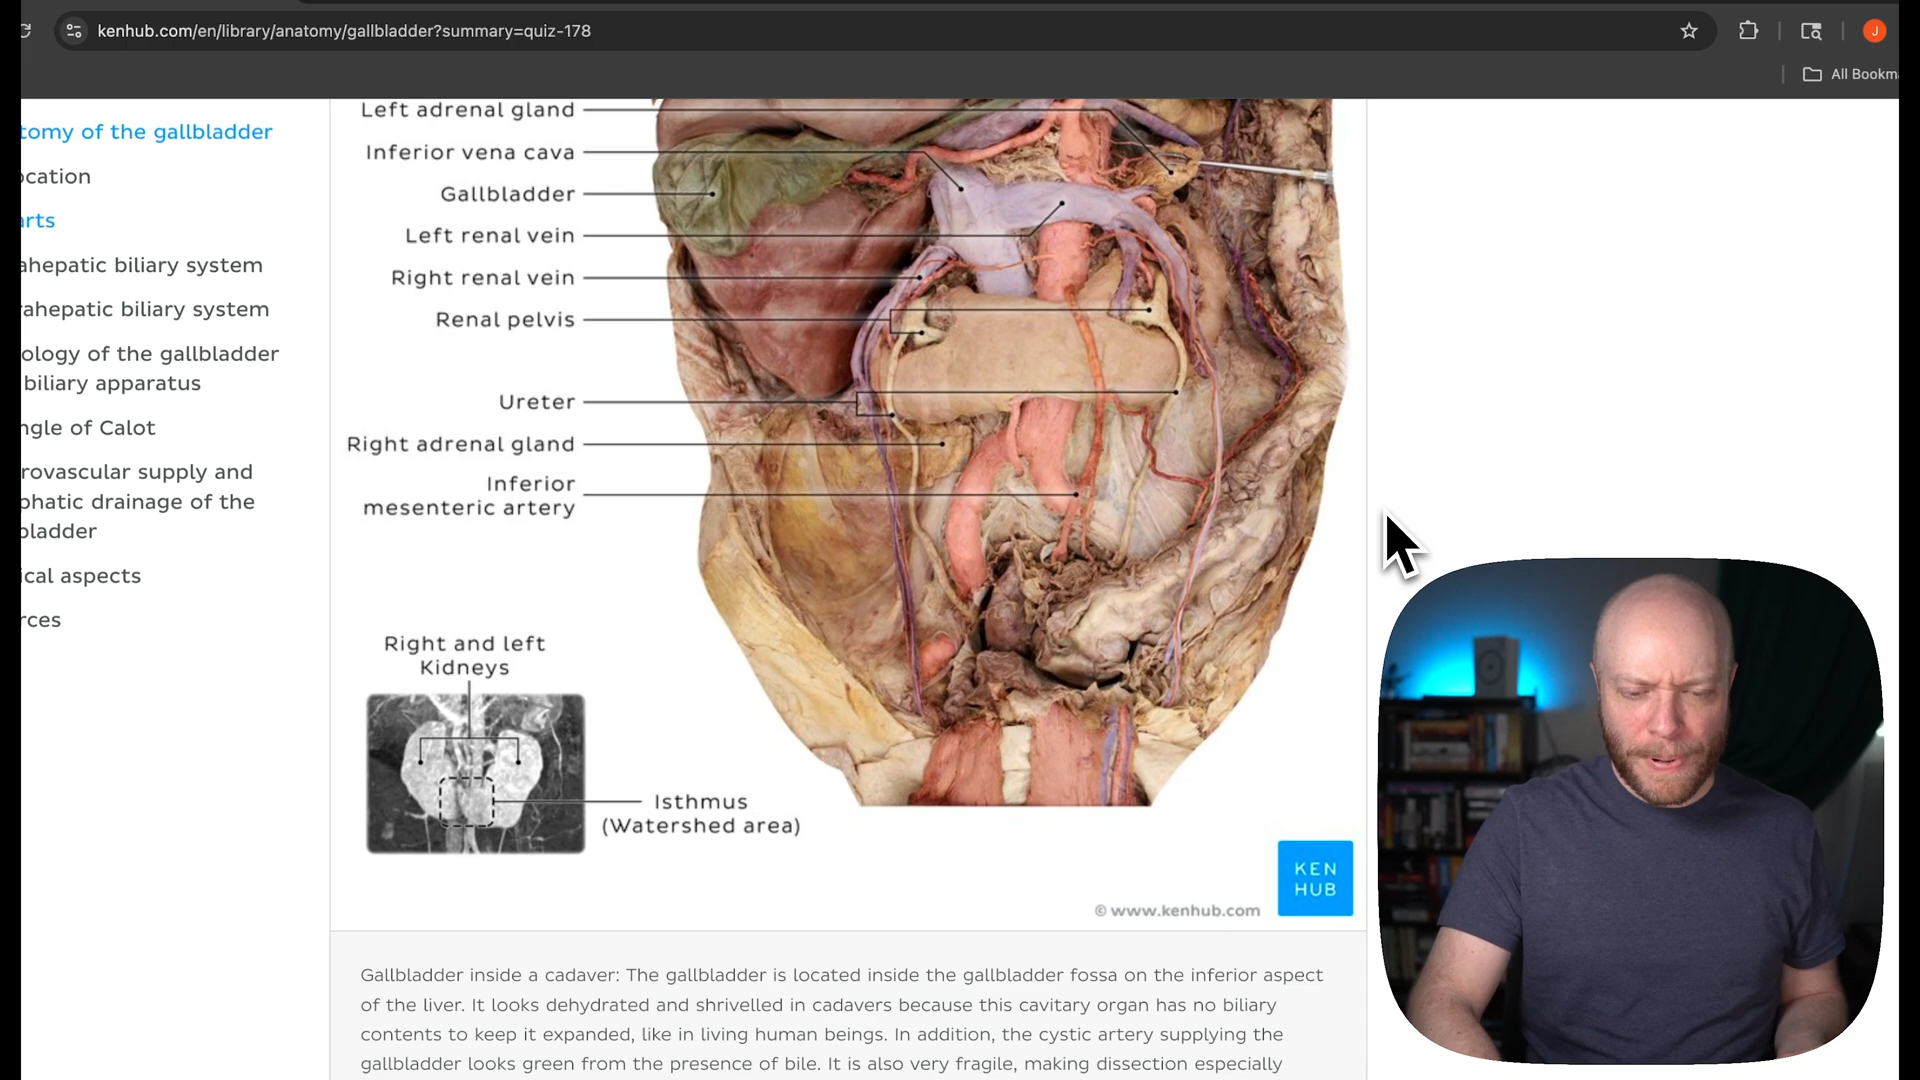 kenhub.com/en/library/anatomy/gallbladder?summary=quiz-178
J
All Bookma
tomy of the gallbladder
ocation
arts
ahepatic biliary system
rahepatic biliary system
ology of the gallbladder
biliary apparatus
ngle of Calot
rovascular supply and
phatic drainage of the
bladder
ical aspects
rces
Left adrenal gland
Inferior vena cava
Gallbladder
Left renal vein
Right renal vein
Renal pelvis
Ureter
Right adrenal gland
Inferior
mesenteric artery
Right and left
Kidneys
Isthmus
(Watershed area)
KEN
HUB
© www.kenhub.com
Gallbladder inside a cadaver: The gallbladder is located inside the gallbladder fossa on the inferior aspect
of the liver. It looks dehydrated and shrivelled in cadavers because this cavitary organ has no biliary
contents to keep it expanded, like in living human beings. In addition, the cystic artery supplying the
gallbladder looks green from the presence of bile. It is also very fragile, making dissection especially